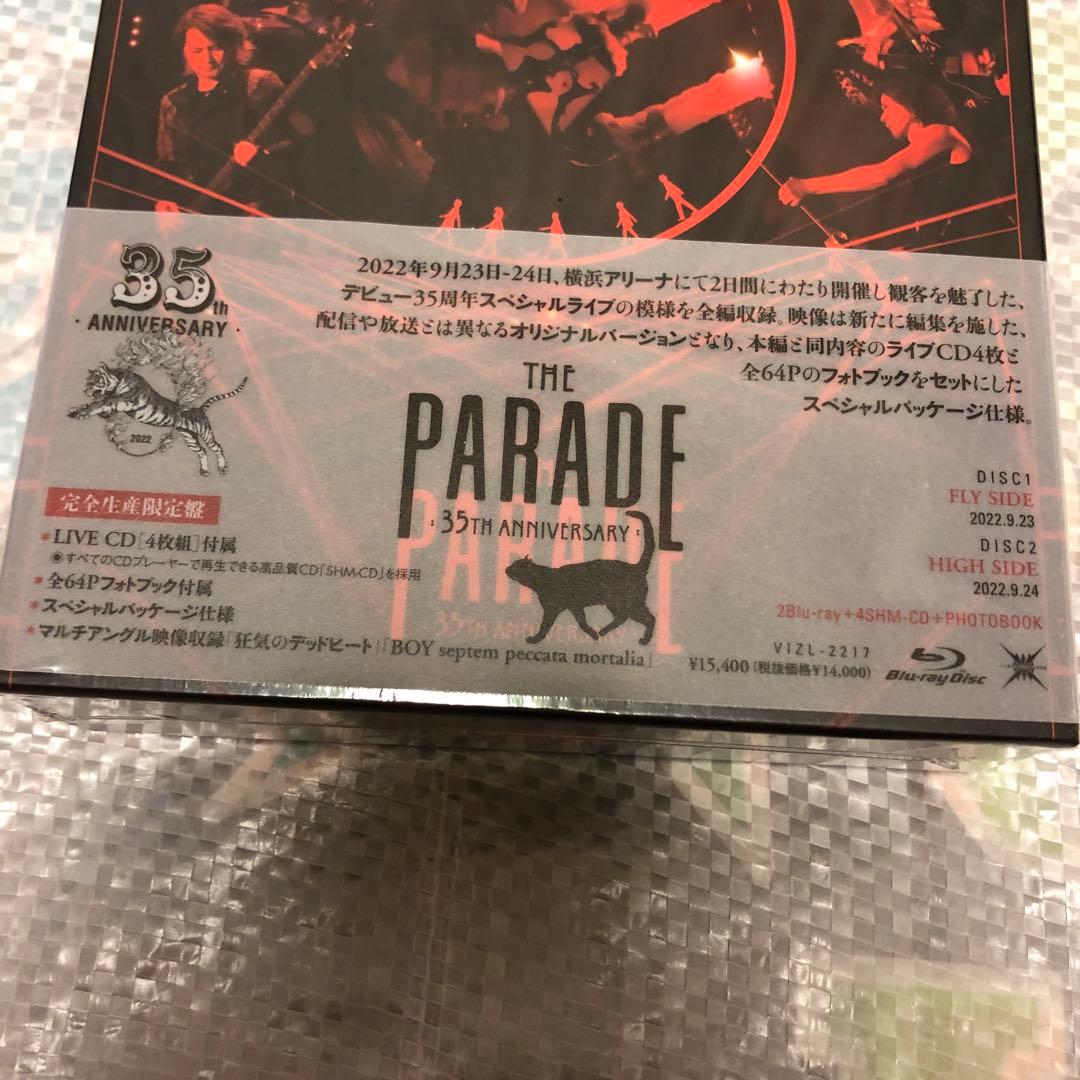 35th
· ANNIVERSARY ·
2022
2022年9月23日-24日、横浜アリーナにて2日間にわたり開催し観客を魅了した、
デビュー35周年スペシャルライブの模様を全編収録。映像は新たに編集を施した、
配信や放送とは異なるオリジナルバージョンとなり、本編と同内容のライブCD4枚と
全64Pのフォトブックをセットにした
スペシャルパッケージ仕様。
THE
PARADE
: 35TH ANNIVERSARY :
PARADE
35TH ANNIVERSARY
完全生産限定盤
*LIVE CD[4枚組]付属
◉すべてのCDプレーヤーで再生できる高品質CD「SHM-CD」を採用
*全64Pフォトブック付属
*スペシャルパッケージ仕様
*マルチアングル映像収録「狂気のデッドヒート」「BOY septem peccata mortalia」
DISC1
FLY SIDE
2022.9.23
DISC2
HIGH SIDE
2022.9.24
2Blu-ray+4SHM-CD+PHOTOBOOK
VIZL-2217
¥15,400(税抜価格¥14,000)
Blu-ray Disc